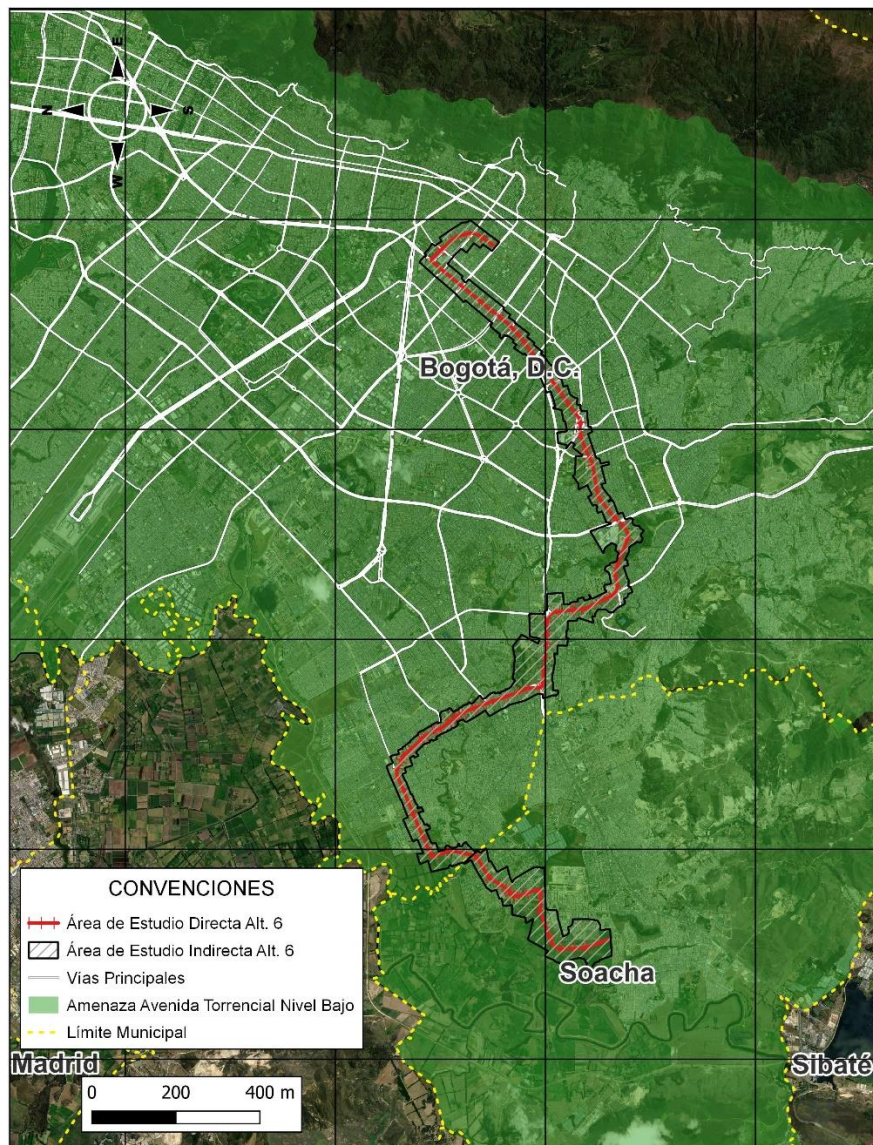 E
N
S
W
Bogotá, D.C.
CONVENCIONES
Área de Estudio Directa Alt. 6
Área de Estudio Indirecta Alt. 6
Vías Principales
Amenaza Avenida Torrencial Nivel Bajo
Límite Municipal
Soacha
Madrid
Sibaté
0 200 400 m